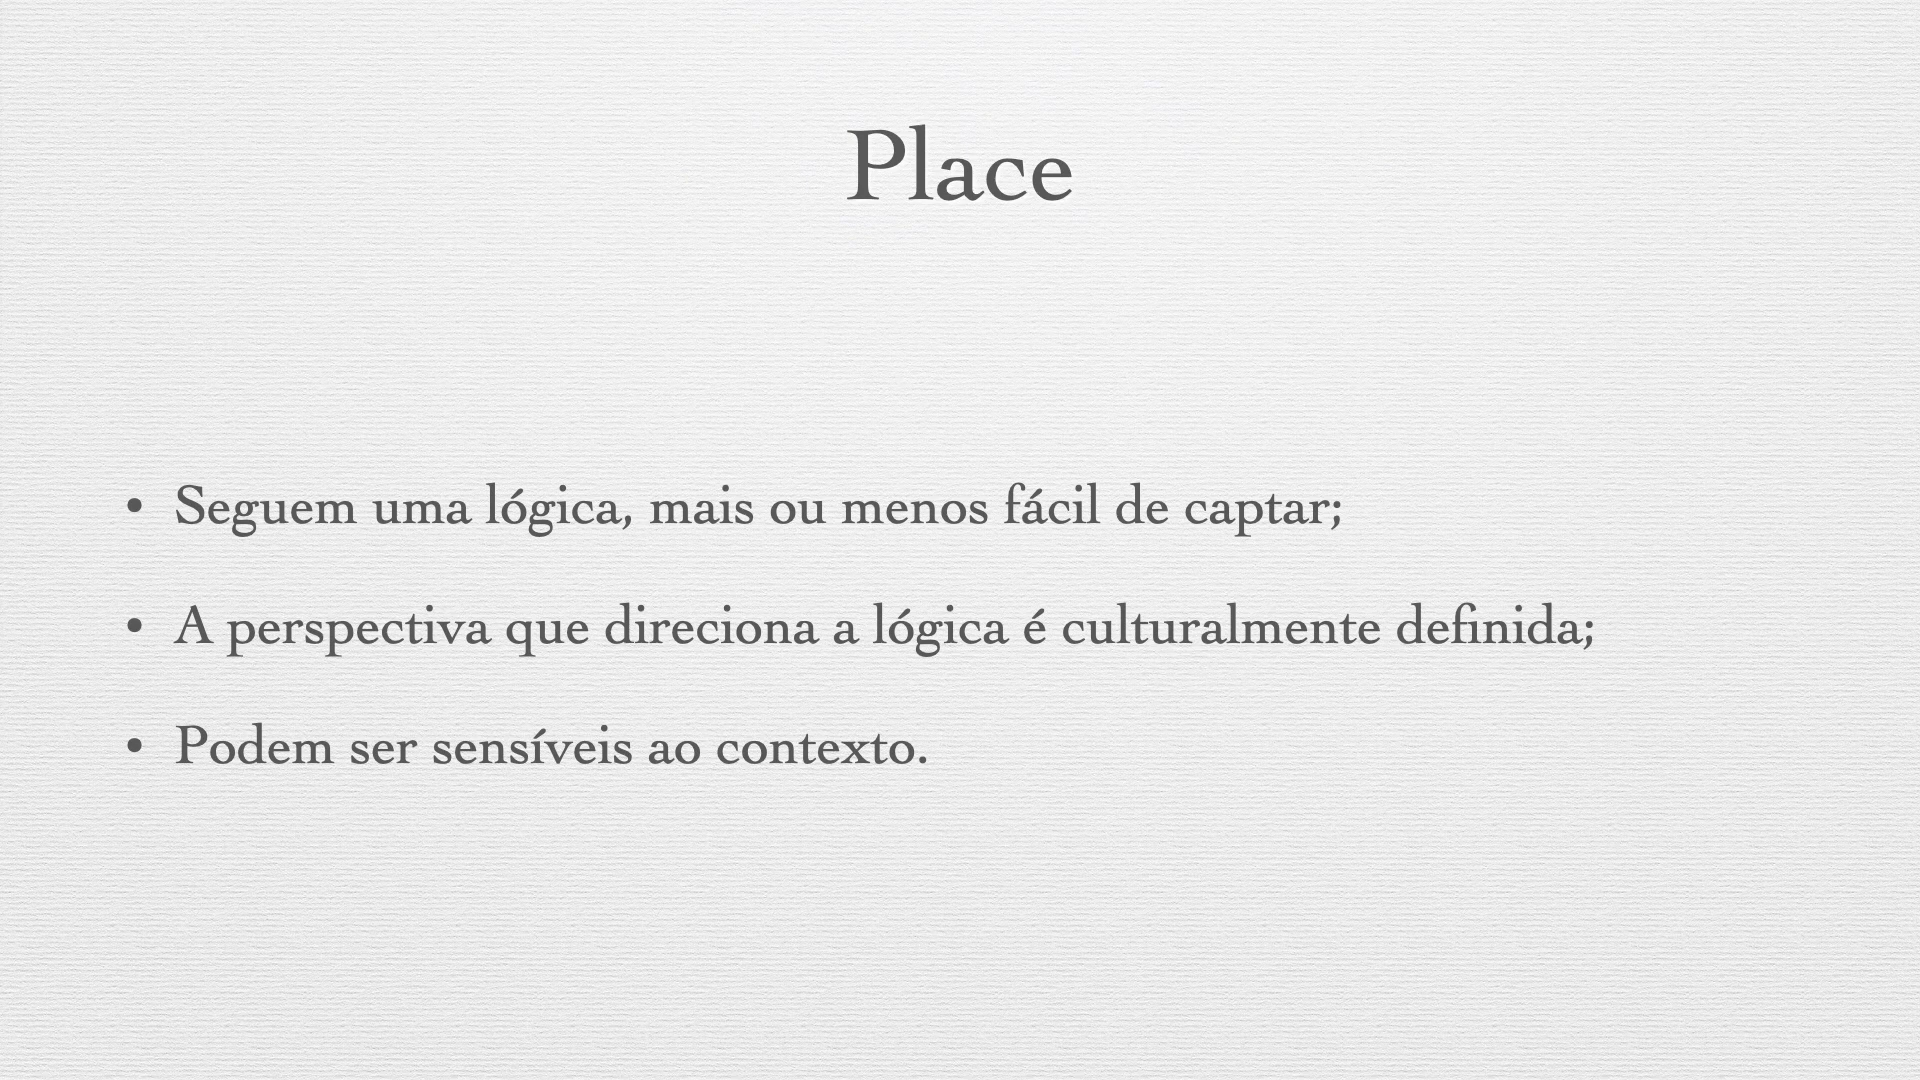 Place
• Seguem uma lógica, mais ou menos fácil de captar;
• A perspectiva que direciona a lógica é culturalmente definida;
• Podem ser sensíveis ao contexto.